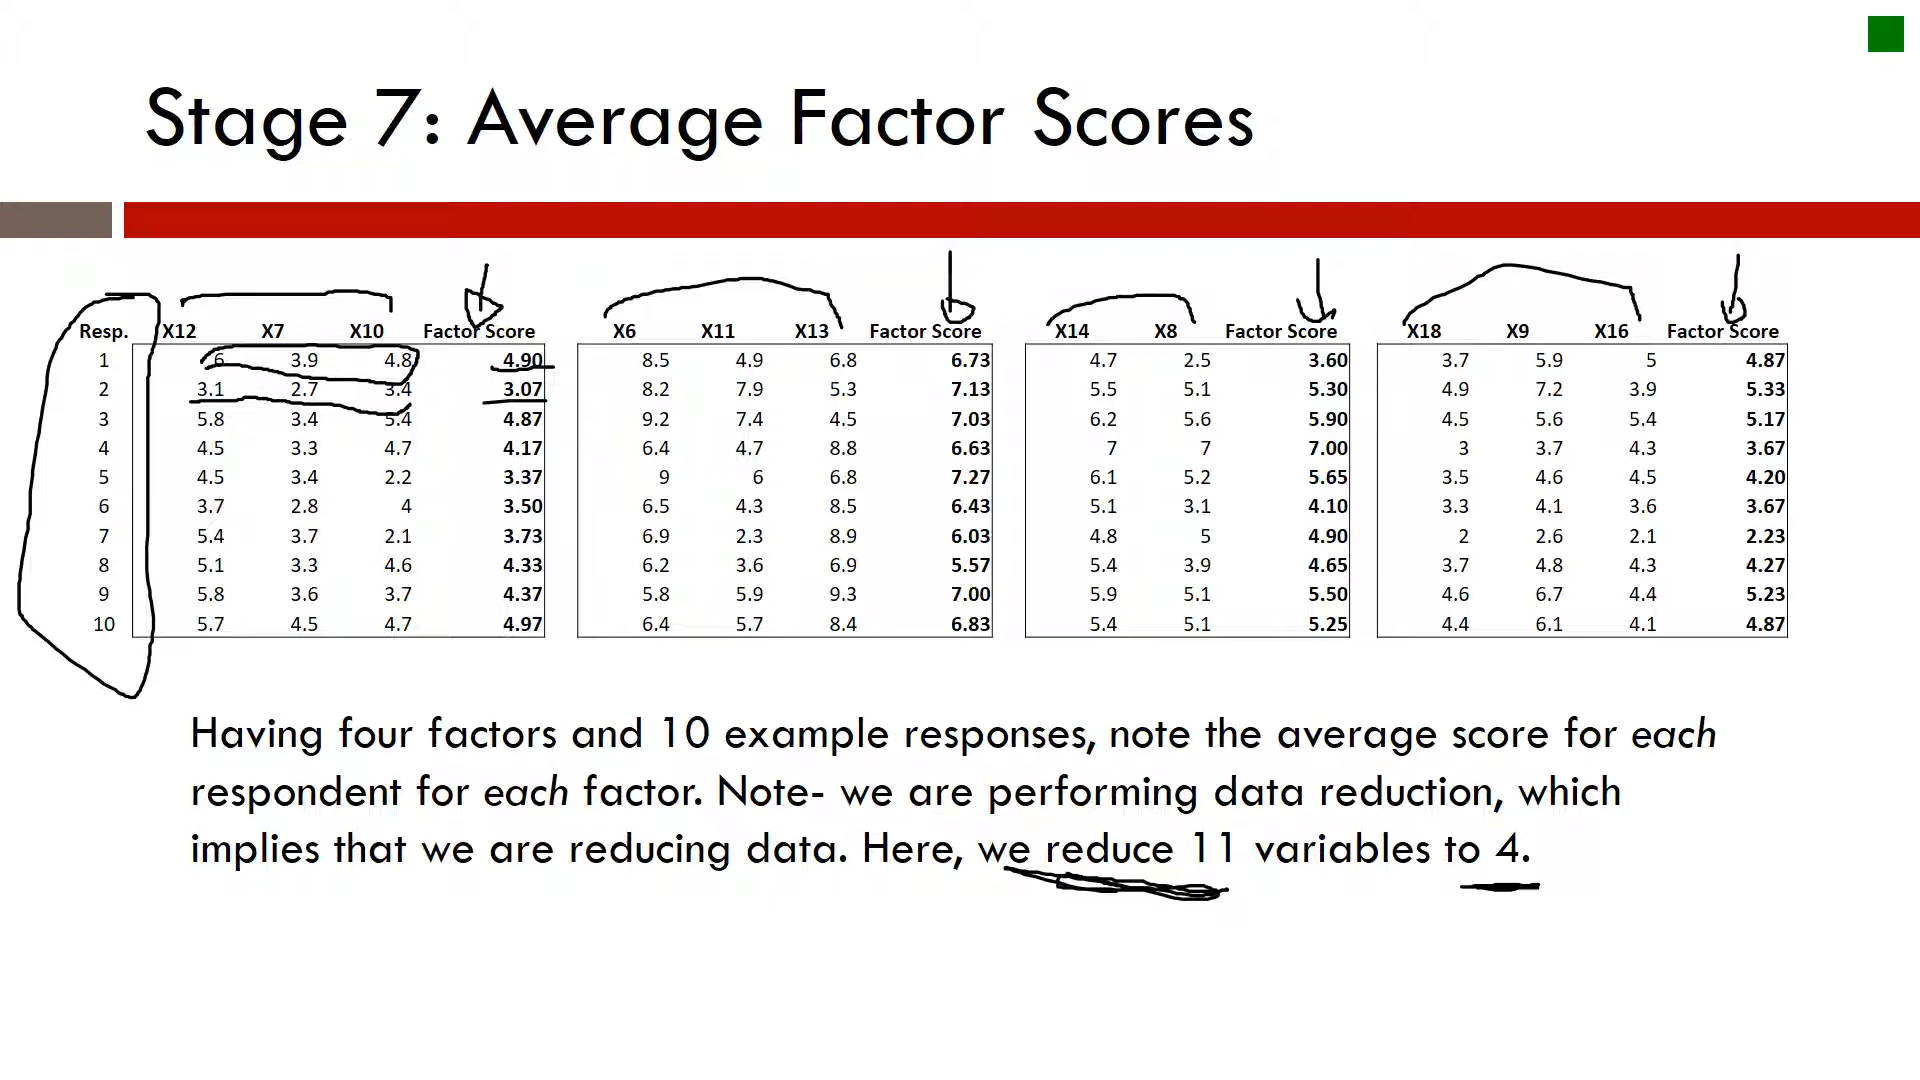 Stage 7: Average Factor Scores
Resp. X12 X7 X10 Factor Score X6 X11 X13 Factor Score X14 X8 Factor Score X18 X9 X16 Factor Score
1 6 3.9 4.8 4.90 8.5 4.9 6.8 6.73 4.7 2.5 3.60 3.7 5.9 5 4.87
2 3.1 2.7 3.4 3.07 8.2 7.9 5.3 7.13 5.5 5.1 5.30 4.9 7.2 3.9 5.33
3 5.8 3.4 5.4 4.87 9.2 7.4 4.5 7.03 6.2 5.6 5.90 4.5 5.6 5.4 5.17
4 4.5 3.3 4.7 4.17 6.4 4.7 8.8 6.63 7 7 7.00 3 3.7 4.3 3.67
5 4.5 3.4 2.2 3.37 9 6 6.8 7.27 6.1 5.2 5.65 3.5 4.6 4.5 4.20
6 3.7 2.8 4 3.50 6.5 4.3 8.5 6.43 5.1 3.1 4.10 3.3 4.1 3.6 3.67
7 5.4 3.7 2.1 3.73 6.9 2.3 8.9 6.03 4.8 5 4.90 2 2.6 2.1 2.23
8 5.1 3.3 4.6 4.33 6.2 3.6 6.9 5.57 5.4 3.9 4.65 3.7 4.8 4.3 4.27
9 5.8 3.6 3.7 4.37 5.8 5.9 9.3 7.00 5.9 5.1 5.50 4.6 6.7 4.4 5.23
10 5.7 4.5 4.7 4.97 6.4 5.7 8.4 6.83 5.4 5.1 5.25 4.4 6.1 4.1 4.87
Having four factors and 10 example responses, note the average score for each
respondent for each factor. Note- we are performing data reduction, which
implies that we are reducing data. Here, we reduce 11 variables to 4.